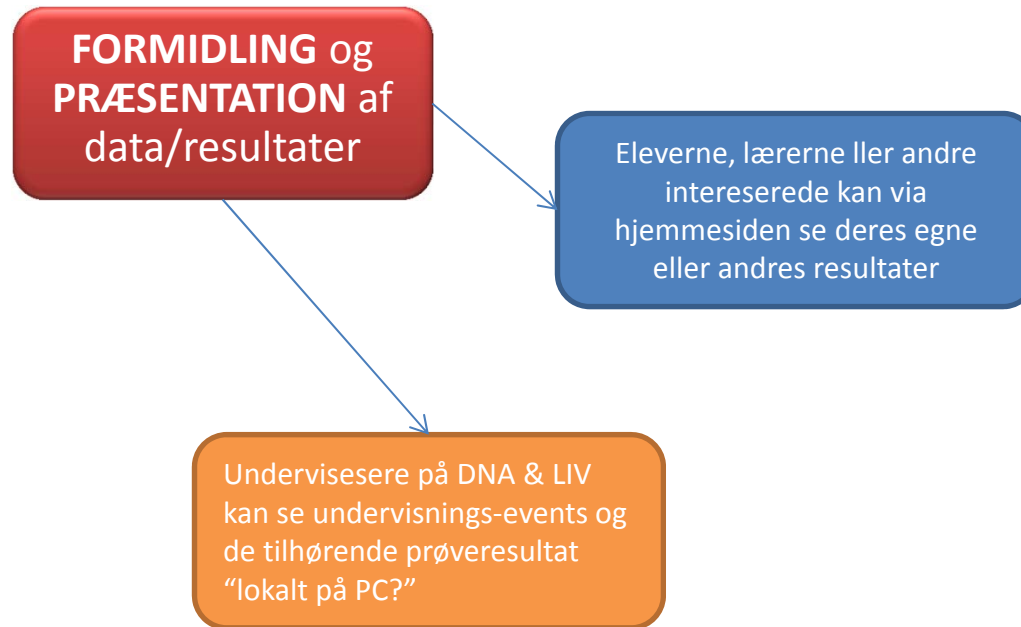 FORMIDLING og
PRÆSENTATION af
data/resultater
Eleverne, lærerne ller andre
intereserede kan via
hjemmesiden se deres egne
eller andres resultater
Undervisesere på DNA & LIV
kan se undervisnings-events og
de tilhørende prøveresultat
“lokalt på PC?”